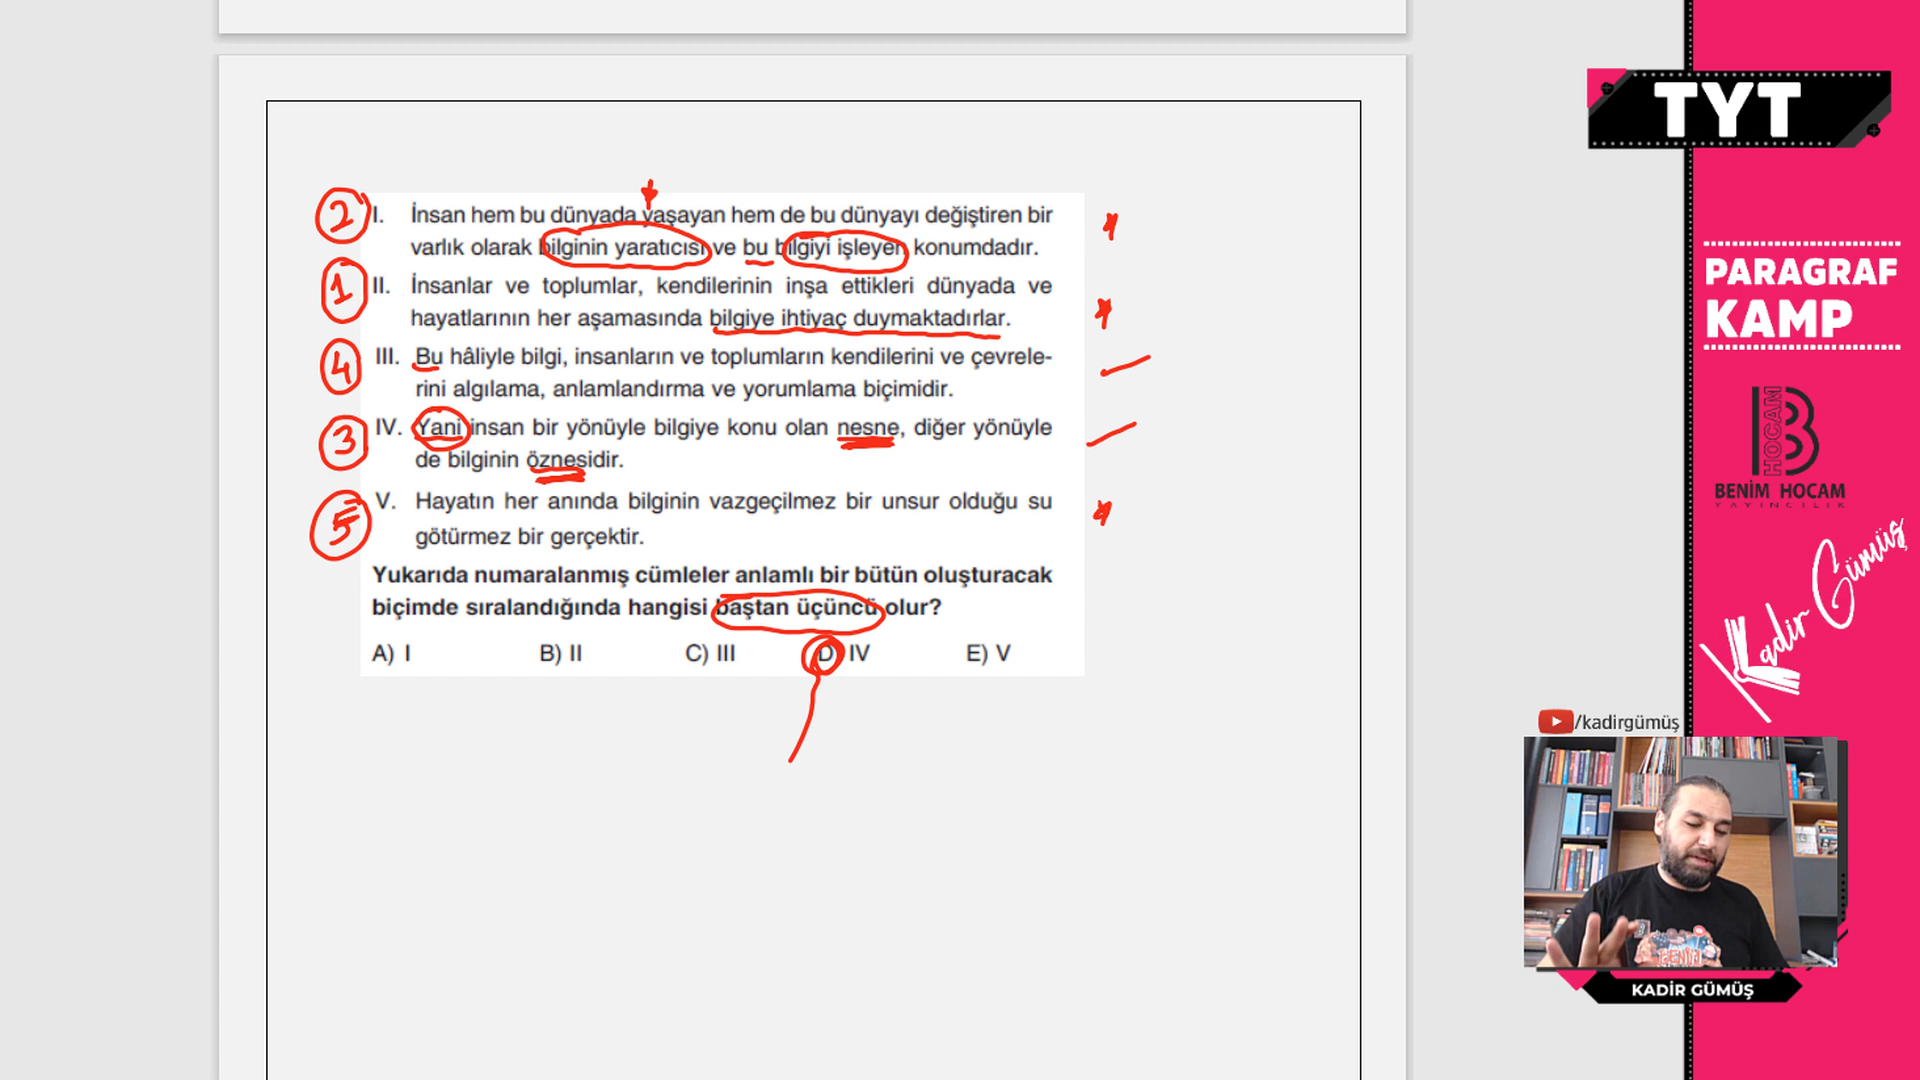 TYT
PARAGRAF
KAMP
HOCAM
BENİM HOCAM
YAYINCILIK
Kadir Gümüş
/kadirgümüş
KADİR GÜMÜŞ
2 I. İnsan hem bu dünyada yaşayan hem de bu dünyayı değiştiren bir
varlık olarak bilginin yaratıcısı ve bu bilgiyi işleyen konumdadır.
1 II. İnsanlar ve toplumlar, kendilerinin inşa ettikleri dünyada ve
hayatlarının her aşamasında bilgiye ihtiyaç duymaktadırlar.
4 III. Bu hâliyle bilgi, insanların ve toplumların kendilerini ve çevrele-
rini algılama, anlamlandırma ve yorumlama biçimidir.
3 IV. Yani insan bir yönüyle bilgiye konu olan nesne, diğer yönüyle
de bilginin öznesidir.
5 V. Hayatın her anında bilginin vazgeçilmez bir unsur olduğu su
götürmez bir gerçektir.
Yukarıda numaralanmış cümleler anlamlı bir bütün oluşturacak
biçimde sıralandığında hangisi baştan üçüncü olur?
A) I B) II C) III D) IV E) V